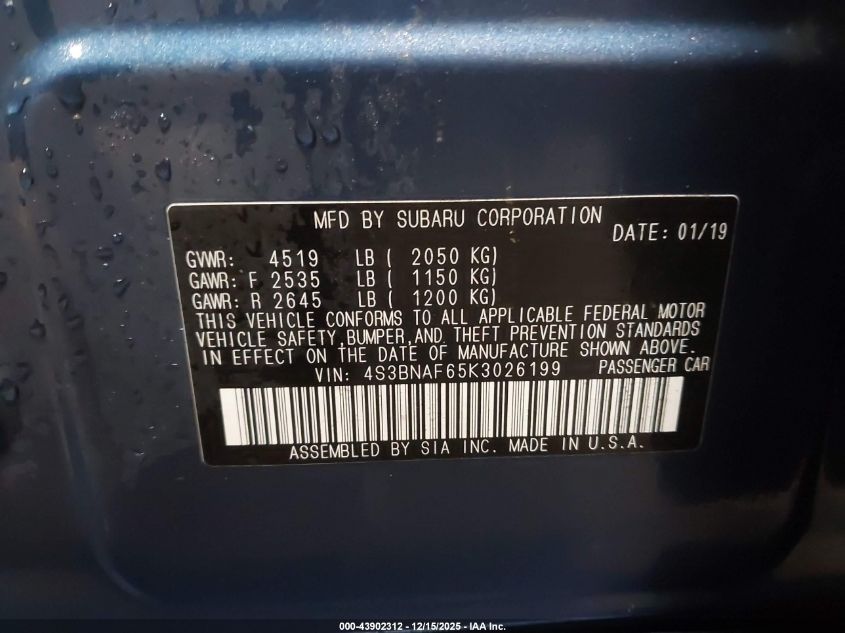 MFD BY SUBARU CORPORATION
DATE: 01/19
GVWR: 4519 LB ( 2050 KG)
GAWR: F 2535 LB ( 1150 KG)
GAWR: R 2645 LB ( 1200 KG)
THIS VEHICLE CONFORMS TO ALL APPLICABLE FEDERAL MOTOR
VEHICLE SAFETY,BUMPER,AND THEFT PREVENTION STANDARDS
IN EFFECT ON THE DATE OF MANUFACTURE SHOWN ABOVE.
VIN: 4S3BNAF65K3026199 PASSENGER CAR
ASSEMBLED BY SIA INC. MADE IN U.S.A.
000-43902312 - 12/15/2025 - IAA Inc.